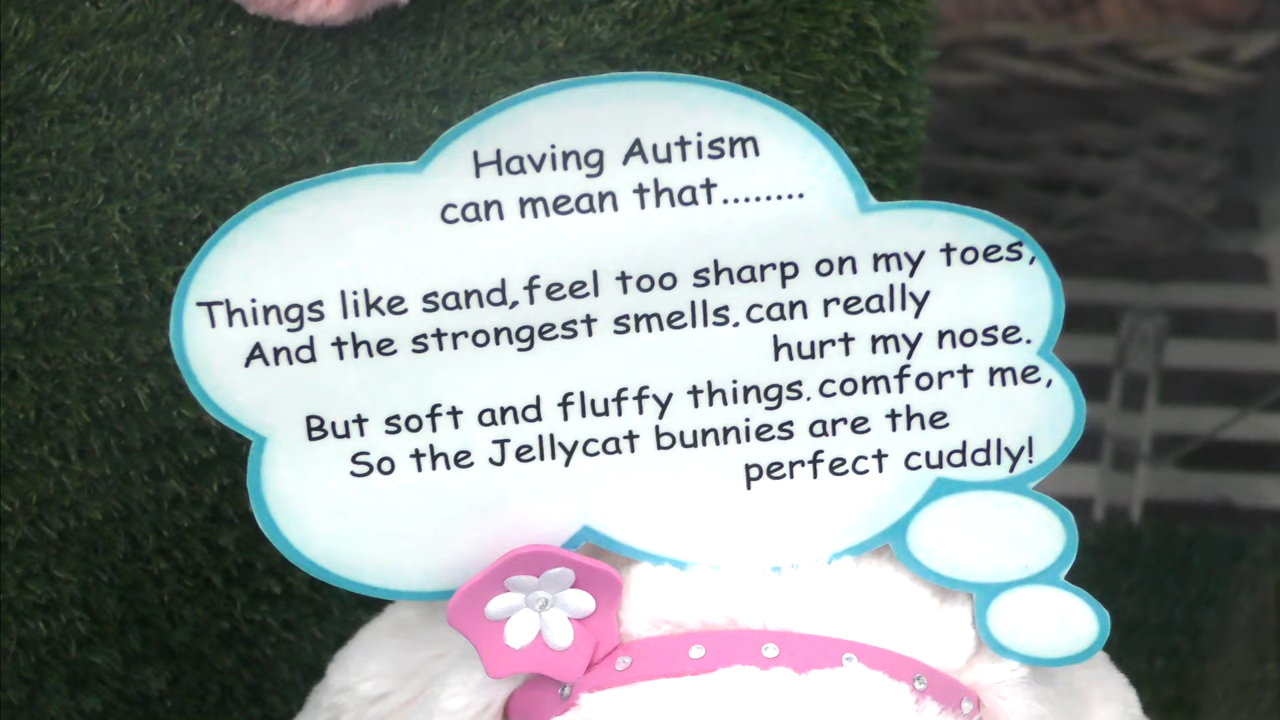 Having Autism
can mean that........
Things like sand, feel too sharp on my toes,
And the strongest smells. can really
hurt my nose.
But soft and fluffy things. comfort me,
So the Jellycat bunnies are the
perfect cuddly!